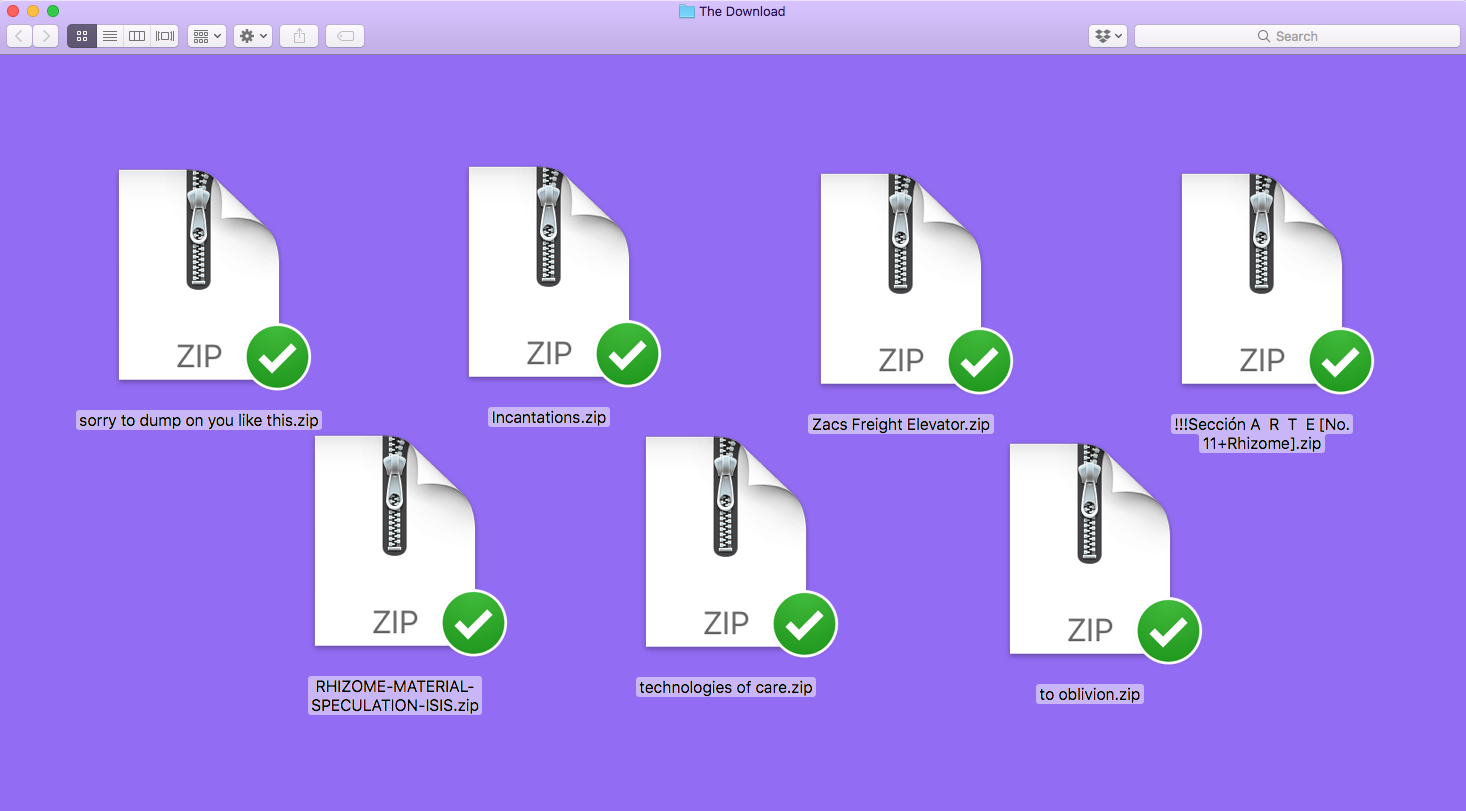 The Download
Search
ZIP
ZIP
ZIP
ZIP
sorry to dump on you like this.zip
Incantations.zip
Zacs Freight Elevator.zip
!!!Sección A R T E [No.
11+Rhizome].zip
ZIP
ZIP
ZIP
RHIZOME-MATERIAL-
SPECULATION-ISIS.zip
technologies of care.zip
to oblivion.zip